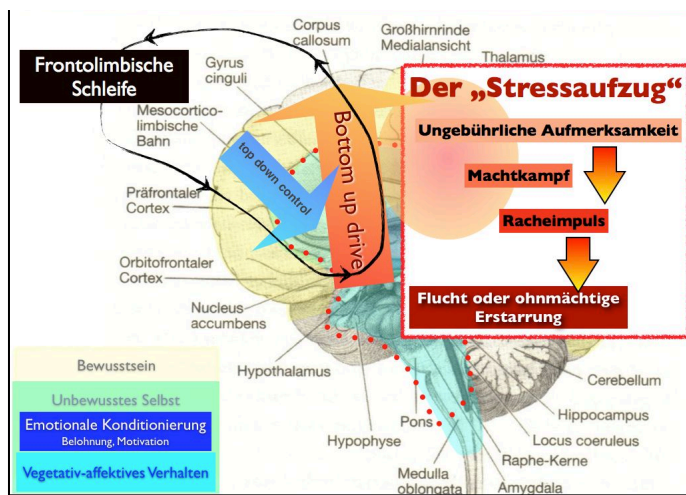 Corpus
callosum
Großhirnrinde
Medialansicht
Thalamus
Frontolimbische
Schleife
Gyrus
cinguli
Mesocortico-
limbische
Bahn
Präfrontaler
Cortex
Orbitofrontaler
Cortex
Nucleus
accumbens
Hypothalamus
Hypophyse
top down control
Bottom up drive
Der „Stressaufzug“
Ungebührliche Aufmerksamkeit
Machtkampf
Racheimpuls
Flucht oder ohnmächtige
Erstarrung
Cerebellum
Hippocampus
Locus coeruleus
Raphe-Kerne
Amygdala
Pons
Medulla
oblongata
Bewusstsein
Unbewusstes Selbst
Emotionale Konditionierung
Belohnung, Motivation
Vegetativ-affektives Verhalten